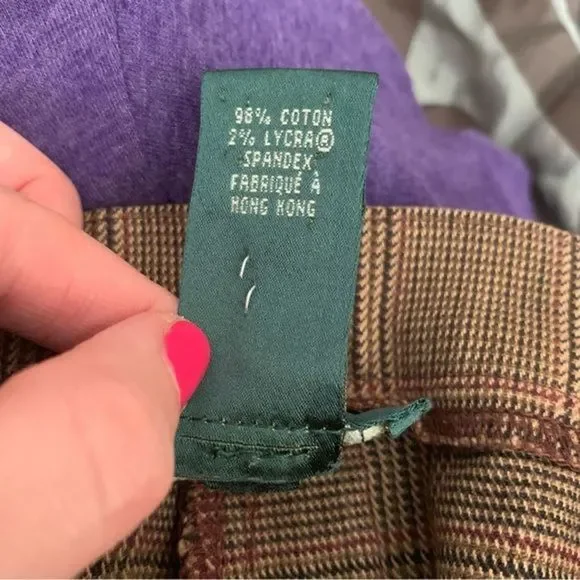 98% COTON
2% LYCRA®
SPANDEX
FABRIQUÉ À
HONG KONG